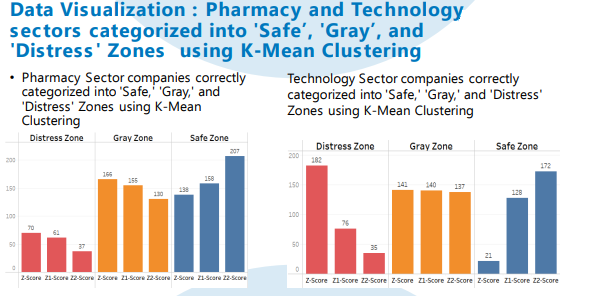 Data Visualization : Pharmacy and Technology
sectors categorized into 'Safe', 'Gray', and
'Distress' Zones using K-Mean Clustering
• Pharmacy Sector companies correctly
categorized into 'Safe,' 'Gray,' and
'Distress' Zones using K-Mean
Clustering
Distress Zone Gray Zone Safe Zone
200
150
100
50
0
70 61 37 166 155 130 138 158 207
Z-Score Z1-Score Z2-Score Z-Score Z1-Score Z2-Score Z-Score Z1-Score Z2-Score
Technology Sector companies correctly
categorized into 'Safe,' 'Gray,' and 'Distress'
Zones using K-Mean Clustering
Distress Zone Gray Zone Safe Zone
200
150
100
50
0
182 76 35 141 140 137 21 128 172
Z-Score Z1-Score Z2-Score Z-Score Z1-Score Z2-Score Z-Score Z1-Score Z2-Score